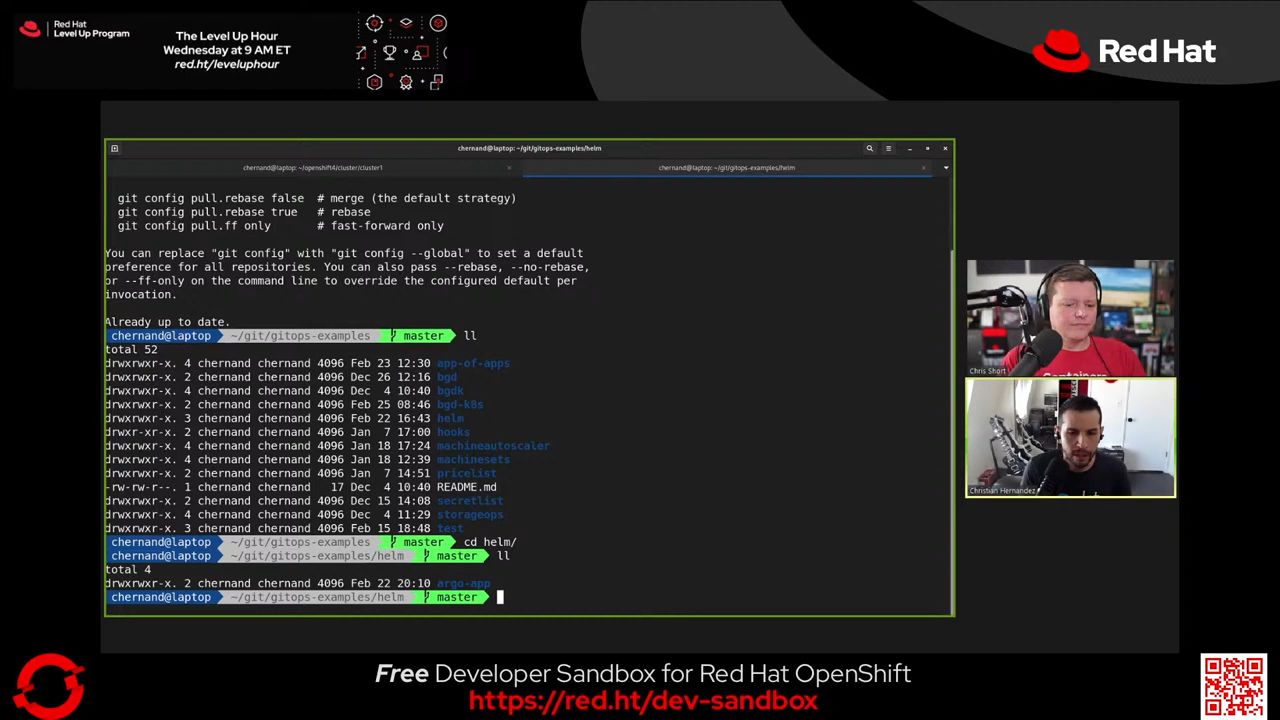 Red Hat
Level Up Program
The Level Up Hour
Wednesday at 9 AM ET
red.ht/leveluphour
Red Hat
chernand@laptop: ~/git/gitops-examples/helm
chernand@laptop: ~/openshift4/cluster/cluster1
chernand@laptop: ~/git/gitops-examples/helm
git config pull.rebase false # merge (the default strategy)
git config pull.rebase true # rebase
git config pull.ff only # fast-forward only
You can replace "git config" with "git config --global" to set a default
preference for all repositories. You can also pass --rebase, --no-rebase,
or --ff-only on the command line to override the configured default per
invocation.
Already up to date.
chernand@laptop ~/git/gitops-examples master ll
total 52
drwxrwxr-x. 4 chernand chernand 4096 Feb 23 12:30 app-of-apps
drwxrwxr-x. 2 chernand chernand 4096 Dec 26 12:16 bgd
drwxrwxr-x. 4 chernand chernand 4096 Dec 4 10:40 bgdk
drwxrwxr-x. 2 chernand chernand 4096 Feb 25 08:46 bgd-k8s
drwxrwxr-x. 3 chernand chernand 4096 Feb 22 16:43 helm
drwxr-xr-x. 2 chernand chernand 4096 Jan 7 17:00 hooks
drwxrwxr-x. 2 chernand chernand 4096 Jan 18 17:24 machineautoscaler
drwxrwxr-x. 2 chernand chernand 4096 Jan 18 12:39 machinesets
drwxrwxr-x. 2 chernand chernand 4096 Jan 7 14:51 pricelist
-rw-rw-r--. 1 chernand chernand 17 Dec 4 10:40 README.md
drwxrwxr-x. 2 chernand chernand 4096 Dec 15 14:08 secretlist
drwxrwxr-x. 2 chernand chernand 4096 Dec 4 11:29 storageops
drwxrwxr-x. 3 chernand chernand 4096 Feb 15 18:48 test
chernand@laptop ~/git/gitops-examples master cd helm/
chernand@laptop ~/git/gitops-examples/helm master ll
total 4
drwxrwxr-x. 2 chernand chernand 4096 Feb 22 20:10 argo-app
chernand@laptop ~/git/gitops-examples/helm master
Containers
Chris Short
Christian Hernandez
Free Developer Sandbox for Red Hat OpenShift
https://red.ht/dev-sandbox